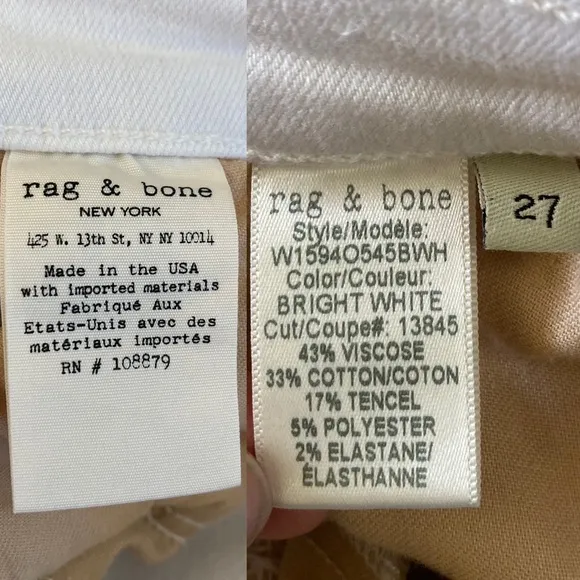 rag & bone
NEW YORK
425 W. 13th St, NY NY 10014
Made in the USA
with imported materials
Fabriqué Aux
Etats-Unis avec des
matériaux importés
RN # 108879
rag & bone
Style/Modèle:
W1594O545BWH
Color/Couleur:
BRIGHT WHITE
Cut/Coupe#: 13845
43% VISCOSE
33% COTTON/COTON
17% TENCEL
5% POLYESTER
2% ELASTANE/
ÉLASTHANNE
27